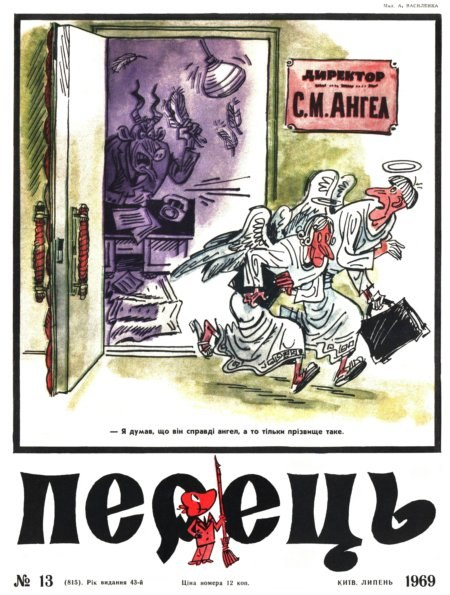 Мал. А. ВАСИЛЕНКА
ДИРЕКТОР
С.М. АНГЕЛ
— Я думав, що він справді ангел, а то тільки прізвище таке.
перець
№ 13 (815). Рік видання 43-й Ціна номера 12 коп. КИЇВ. ЛИПЕНЬ 1969